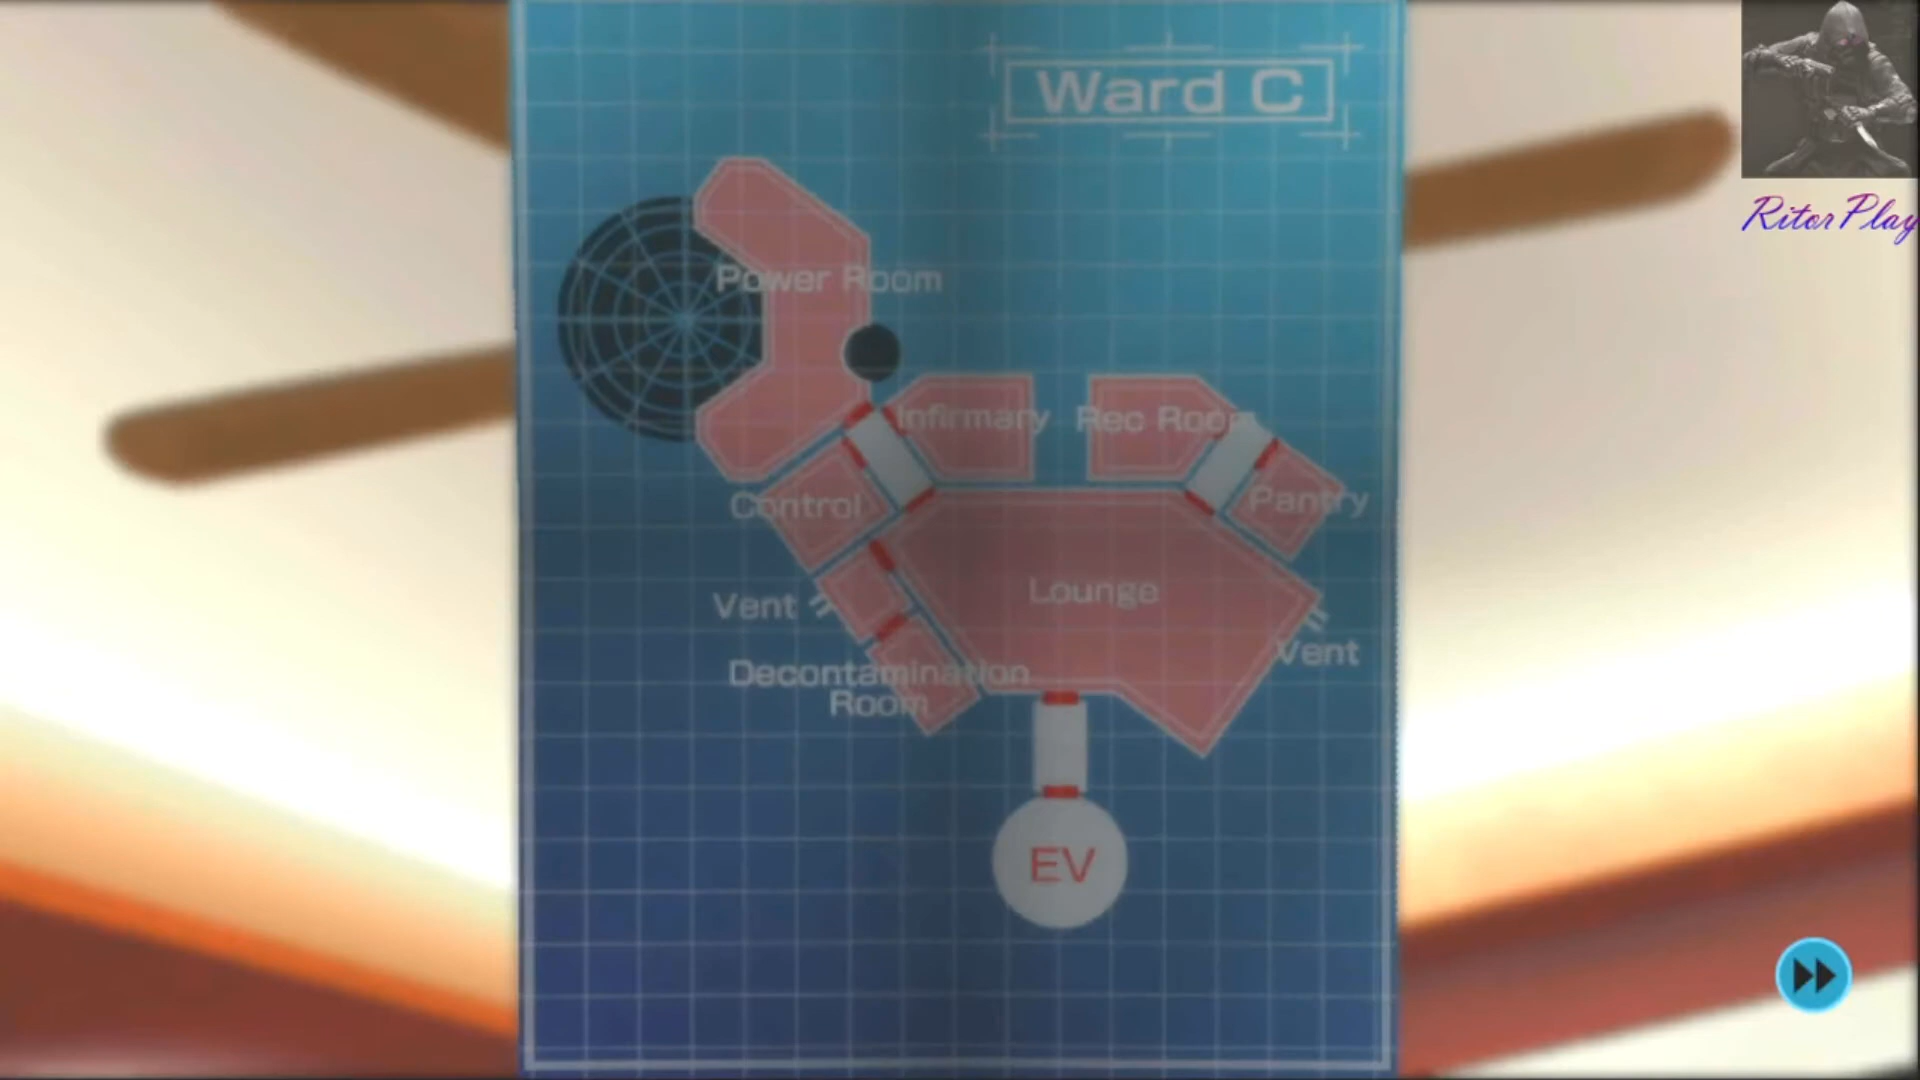 Ward C
RitorPlay
Power Room
Infirmary
Rec Room
Control
Pantry
Lounge
Vent
Vent
Decontamination
Room
EV